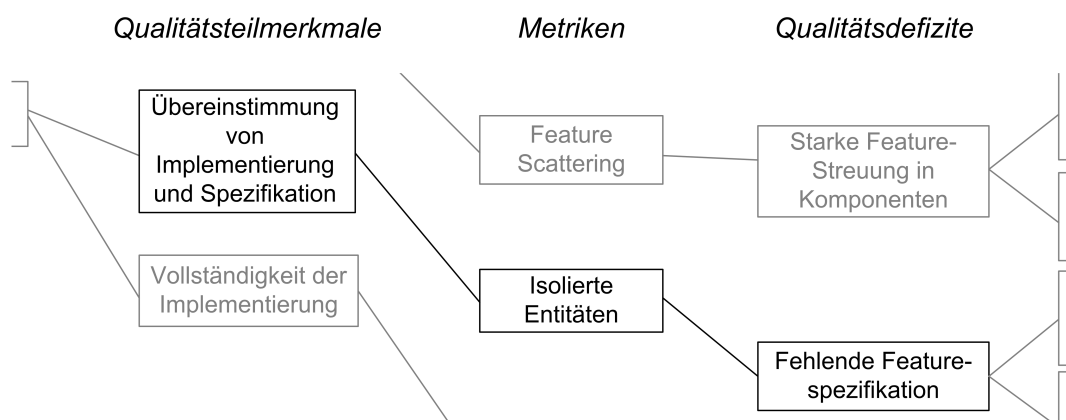 Qualitätsteilmerkmale
Metriken
Qualitätsdefizite
Übereinstimmung
von
Implementierung
und Spezifikation
Vollständigkeit der
Implementierung
Feature
Scattering
Isolierte
Entitäten
Starke Feature-
Streuung in
Komponenten
Fehlende Feature-
spezifikation